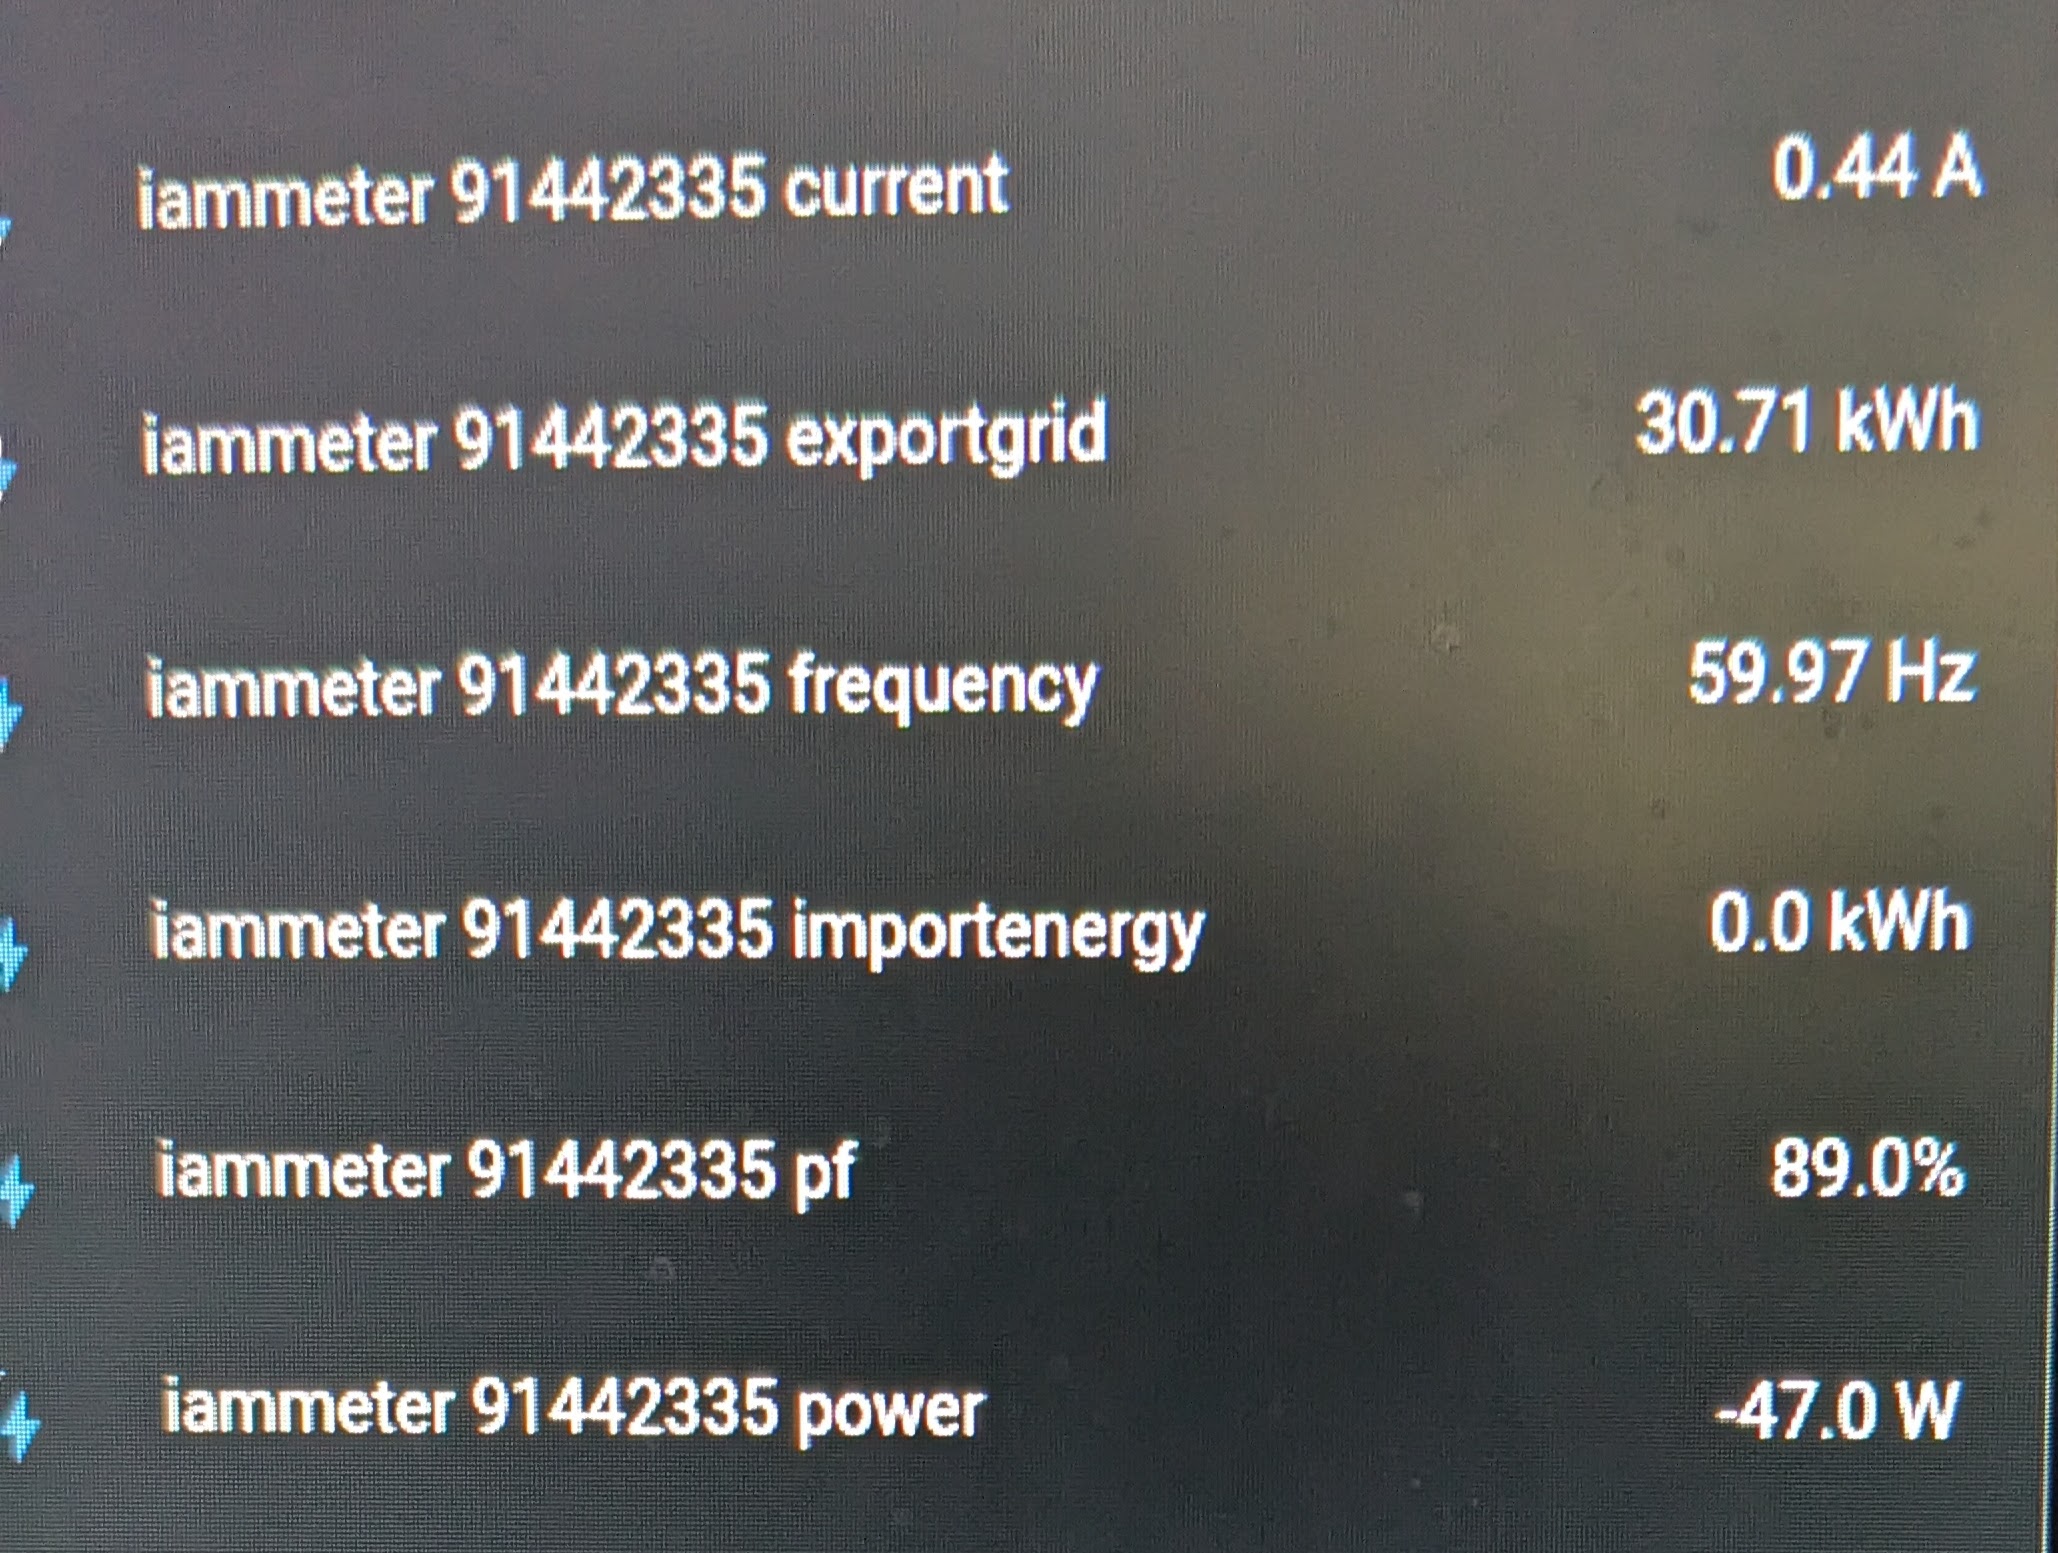 iammeter 91442335 current 0.44 A
iammeter 91442335 exportgrid 30.71 kWh
iammeter 91442335 frequency 59.97 Hz
iammeter 91442335 importenergy 0.0 kWh
iammeter 91442335 pf 89.0%
iammeter 91442335 power -47.0 W